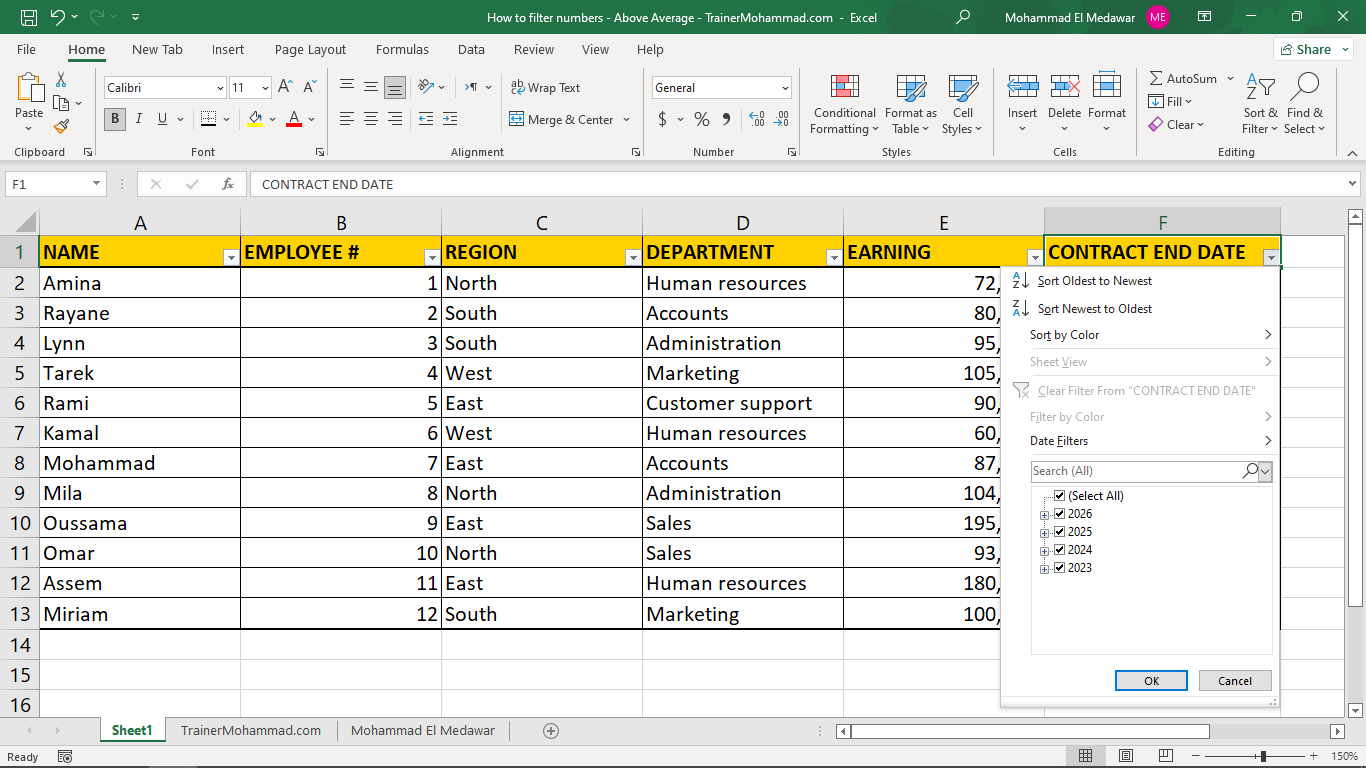 How to filter numbers - Above Average - TrainerMohammad.com - Excel
Mohammad El Medawar
ME
File Home New Tab Insert Page Layout Formulas Data Review View Help
Share
Paste
Clipboard
Calibri 11
B I U
A A
Font
ab Wrap Text
Merge & Center
Alignment
General
$ % 9
Number
Conditional Formatting
Format as Table
Cell Styles
Styles
Insert Delete Format
Cells
AutoSum
Fill
Clear
Sort & Filter
Find & Select
Editing
F1
fx
CONTRACT END DATE
A B C D E F
1 NAME EMPLOYEE # REGION DEPARTMENT EARNING CONTRACT END DATE
2 Amina 1 North Human resources 72,
3 Rayane 2 South Accounts 80,
4 Lynn 3 South Administration 95,
5 Tarek 4 West Marketing 105,
6 Rami 5 East Customer support 90,
7 Kamal 6 West Human resources 60,
8 Mohammad 7 East Accounts 87,
9 Mila 8 North Administration 104,
10 Oussama 9 East Sales 195,
11 Omar 10 North Sales 93,
12 Assem 11 East Human resources 180,
13 Miriam 12 South Marketing 100,
14
15
16
Sort Oldest to Newest
Sort Newest to Oldest
Sort by Color
Sheet View
Clear Filter From "CONTRACT END DATE"
Filter by Color
Date Filters
Search (All)
(Select All)
2026
2025
2024
2023
OK Cancel
Sheet1 TrainerMohammad.com Mohammad El Medawar
Ready
150%